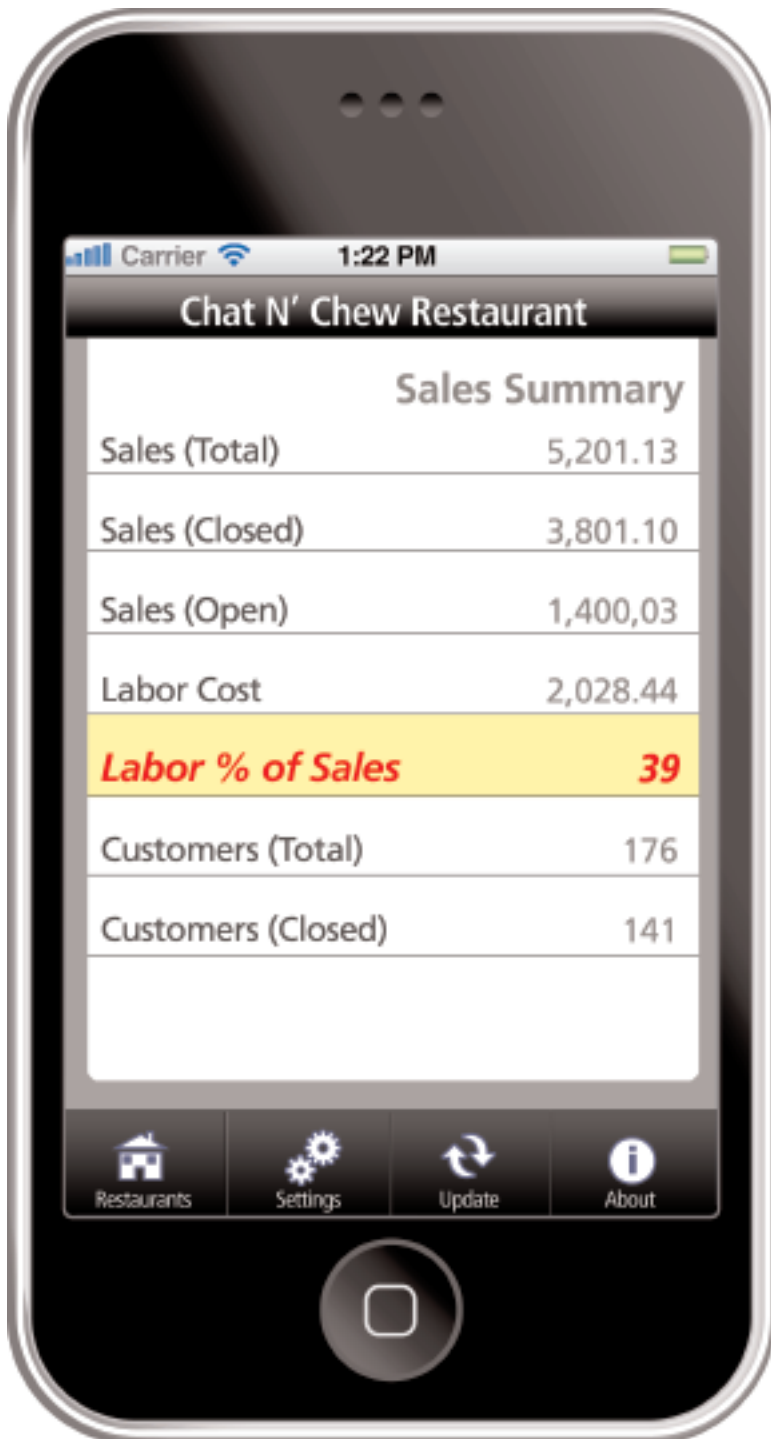 Carrier 1:22 PM
Chat N' Chew Restaurant
Sales Summary
Sales (Total) 5,201.13
Sales (Closed) 3,801.10
Sales (Open) 1,400,03
Labor Cost 2,028.44
Labor % of Sales 39
Customers (Total) 176
Customers (Closed) 141
Restaurants Settings Update About